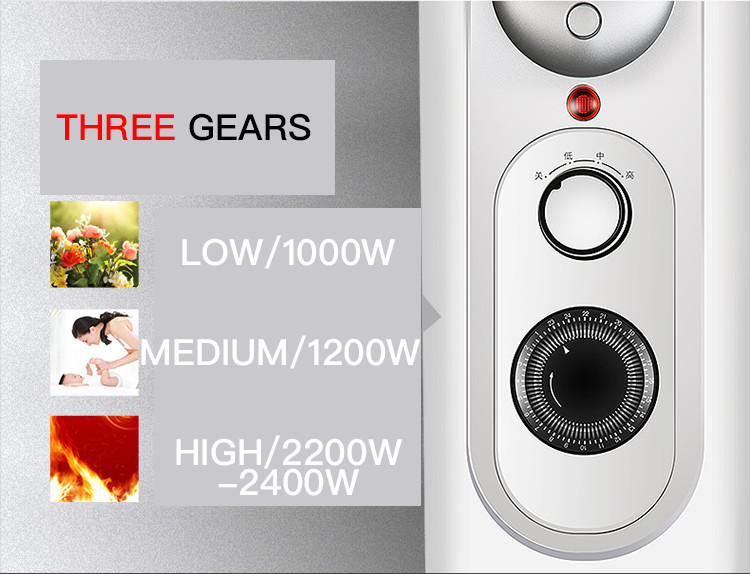 THREE GEARS
LOW/1000W
MEDIUM/1200W
HIGH/2200W
-2400W
关 低 中 高